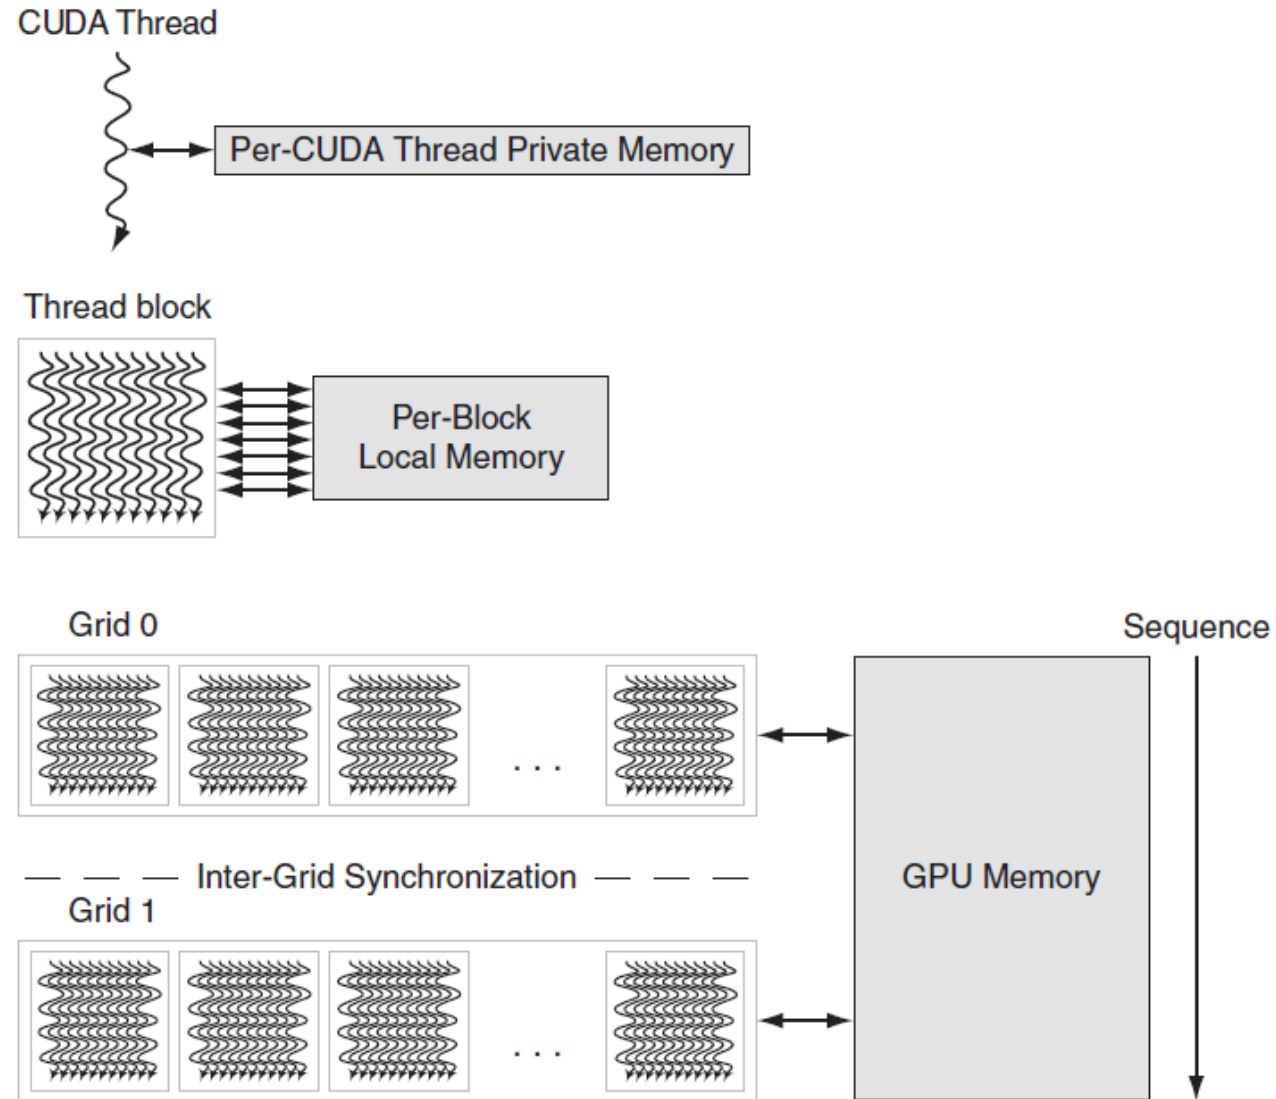 CUDA Thread
Per-CUDA Thread Private Memory
Thread block
Per-Block
Local Memory
Grid 0
Sequence
. . .
Inter-Grid Synchronization
GPU Memory
Grid 1
. . .